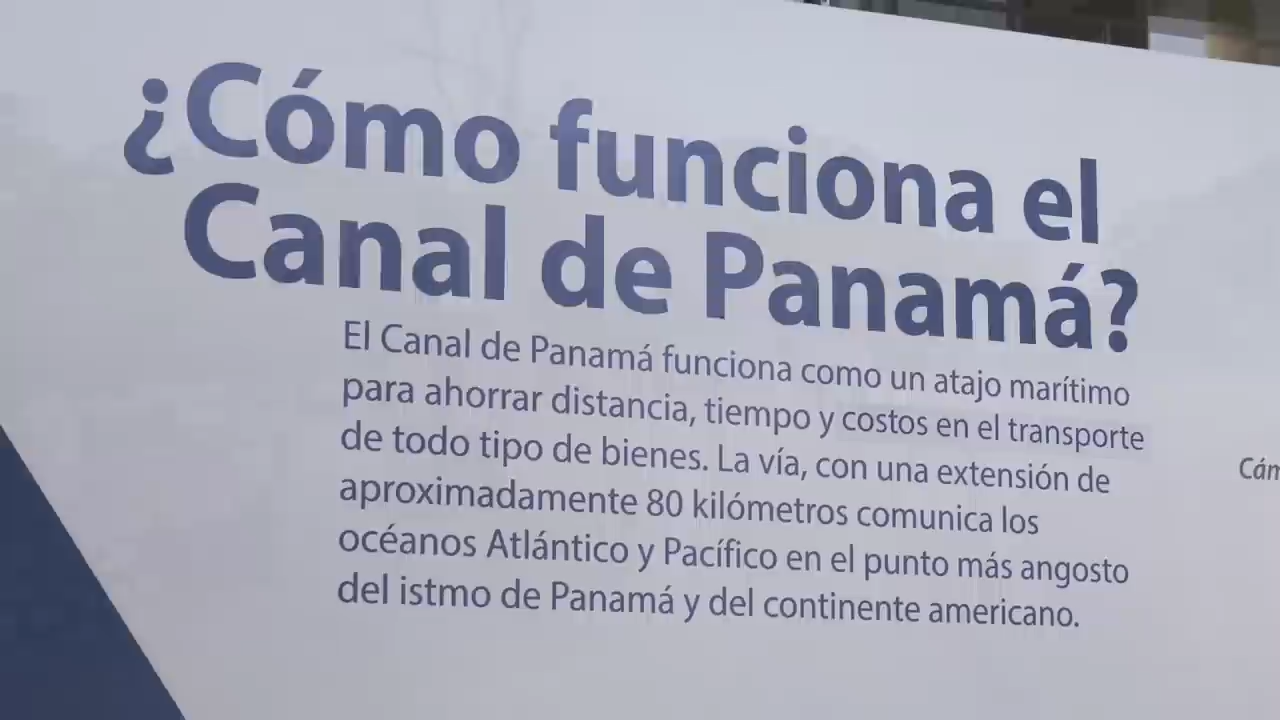 ¿Cómo funciona el
Canal de Panamá?
El Canal de Panamá funciona como un atajo marítimo
para ahorrar distancia, tiempo y costos en el transporte
de todo tipo de bienes. La vía, con una extensión de
aproximadamente 80 kilómetros comunica los
océanos Atlántico y Pacífico en el punto más angosto
del istmo de Panamá y del continente americano.